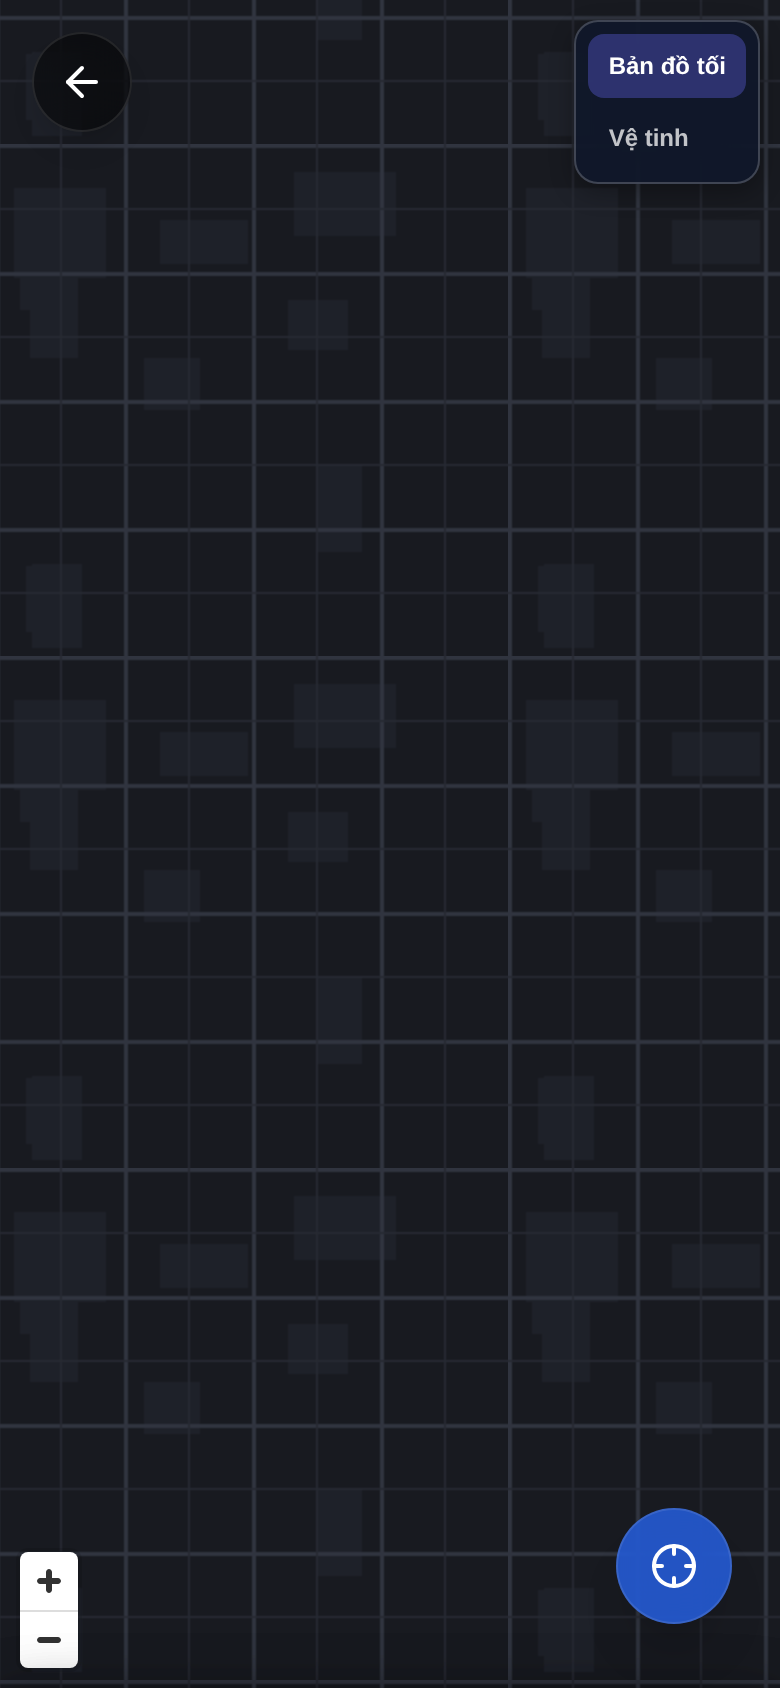 Bản đồ tối
Vệ tinh